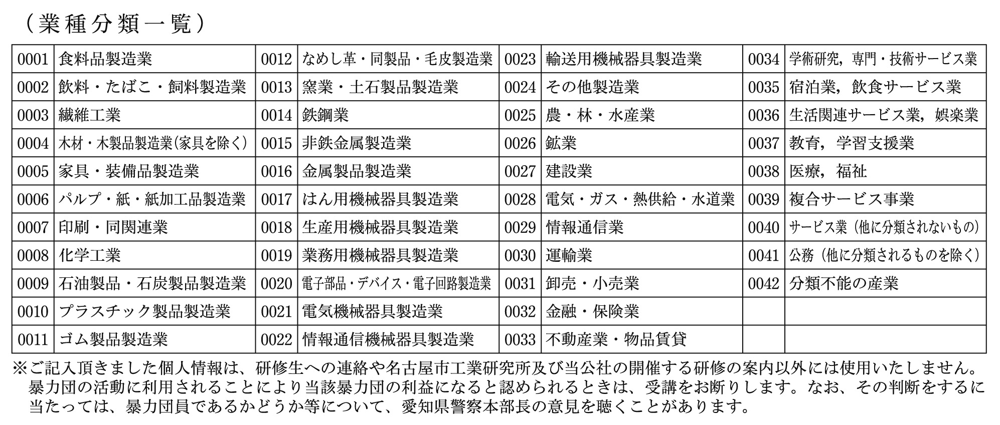 （業種分類一覧）
0001 食料品製造業 0012 なめし革・同製品・毛皮製造業 0023 輸送用機械器具製造業 0034 学術研究，専門・技術サービス業
0002 飲料・たばこ・飼料製造業 0013 窯業・土石製品製造業 0024 その他製造業 0035 宿泊業，飲食サービス業
0003 繊維工業 0014 鉄鋼業 0025 農・林・水産業 0036 生活関連サービス業，娯楽業
0004 木材・木製品製造業（家具を除く） 0015 非鉄金属製造業 0026 鉱業 0037 教育，学習支援業
0005 家具・装備品製造業 0016 金属製品製造業 0027 建設業 0038 医療，福祉
0006 パルプ・紙・紙加工品製造業 0017 はん用機械器具製造業 0028 電気・ガス・熱供給・水道業 0039 複合サービス事業
0007 印刷・同関連業 0018 生産用機械器具製造業 0029 情報通信業 0040 サービス業（他に分類されないもの）
0008 化学工業 0019 業務用機械器具製造業 0030 運輸業 0041 公務（他に分類されるものを除く）
0009 石油製品・石炭製品製造業 0020 電子部品・デバイス・電子回路製造業 0031 卸売・小売業 0042 分類不能の産業
0010 プラスチック製品製造業 0021 電気機械器具製造業 0032 金融・保険業
0011 ゴム製品製造業 0022 情報通信機械器具製造業 0033 不動産業・物品賃貸
※ご記入頂きました個人情報は、研修生への連絡や名古屋市工業研究所及び当公社の開催する研修の案内以外には使用いたしません。
暴力団の活動に利用されることにより当該暴力団の利益になると認められるときは、受講をお断りします。なお、その判断をするに
当たっては、暴力団員であるかどうか等について、愛知県警察本部長の意見を聴くことがあります。